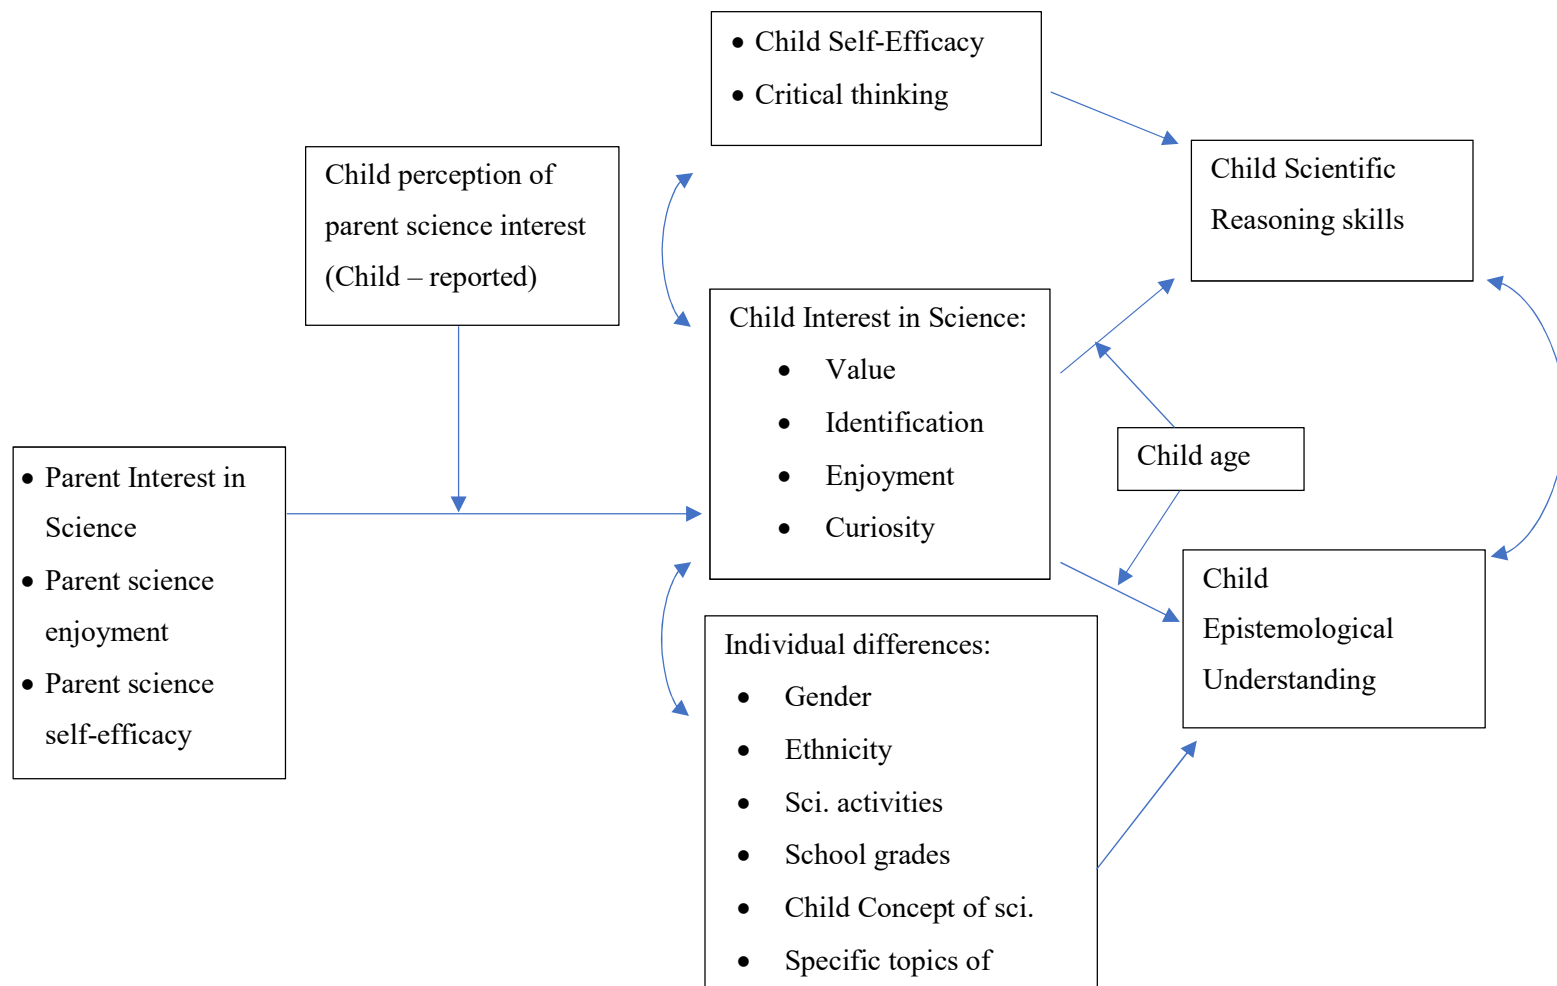 • Child Self-Efficacy
• Critical thinking
Child perception of
parent science interest
(Child – reported)
Child Scientific
Reasoning skills
Child Interest in Science:
• Value
• Identification
• Enjoyment
• Curiosity
Child age
• Parent Interest in
Science
• Parent science
enjoyment
• Parent science
self-efficacy
Child
Epistemological
Understanding
Individual differences:
• Gender
• Ethnicity
• Sci. activities
• School grades
• Child Concept of sci.
• Specific topics of